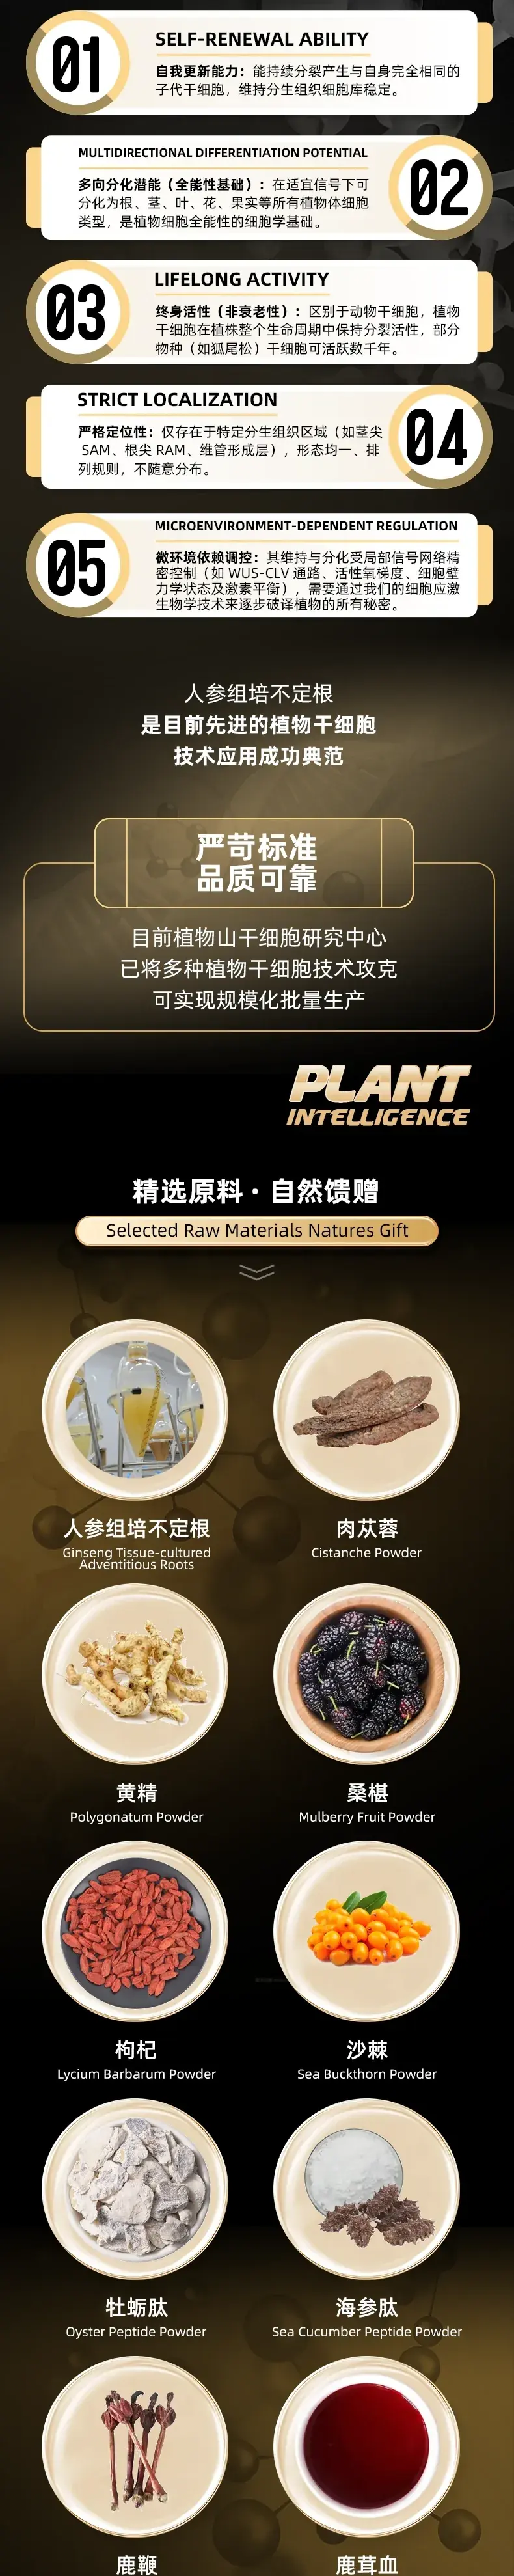 01
SELF-RENEWAL ABILITY
自我更新能力：能持续分裂产生与自身完全相同的
子代干细胞，维持分生组织细胞库稳定。
MULTIDIRECTIONAL DIFFERENTIATION POTENTIAL
多向分化潜能（全能性基础）：在适宜信号下可
分化为根、茎、叶、花、果实等所有植物体细胞
类型，是植物细胞全能性的细胞学基础。
02
03
LIFELONG ACTIVITY
终身活性（非衰老性）：区别于动物干细胞，植物
干细胞在植株整个生命周期中保持分裂活性，部分
物种（如狐尾松）干细胞可活跃数千年。
STRICT LOCALIZATION
严格定位性：仅存在于特定分生组织区域（如茎尖
SAM、根尖 RAM、维管形成层），形态均一、排
列规则，不随意分布。
04
05
MICROENVIRONMENT-DEPENDENT REGULATION
微环境依赖调控：其维持与分化受局部信号网络精
密控制（如 WUS-CLV 通路、活性氧梯度、细胞壁
力学状态及激素平衡），需要通过我们的细胞应激
生物学技术来逐步破译植物的所有秘密。
人参组培不定根
是目前先进的植物干细胞
技术应用成功典范
严苛标准
品质可靠
目前植物山干细胞研究中心
已将多种植物干细胞技术攻克
可实现规模化批量生产
PLANT
INTELLIGENCE
精选原料·自然馈赠
Selected Raw Materials Natures Gift
人参组培不定根
Ginseng Tissue-cultured
Adventitious Roots
肉苁蓉
Cistanche Powder
黄精
Polygonatum Powder
桑椹
Mulberry Fruit Powder
枸杞
Lycium Barbarum Powder
沙棘
Sea Buckthorn Powder
牡蛎肽
Oyster Peptide Powder
海参肽
Sea Cucumber Peptide Powder
鹿鞭
鹿茸血